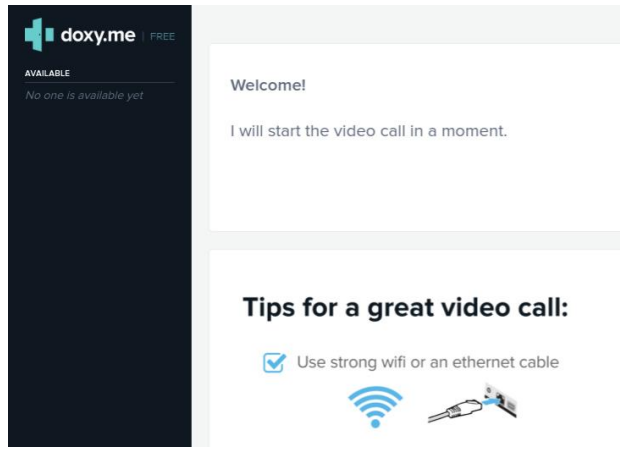 doxy.me | FREE
AVAILABLE
No one is available yet
Welcome!
I will start the video call in a moment.
Tips for a great video call:
Use strong wifi or an ethernet cable